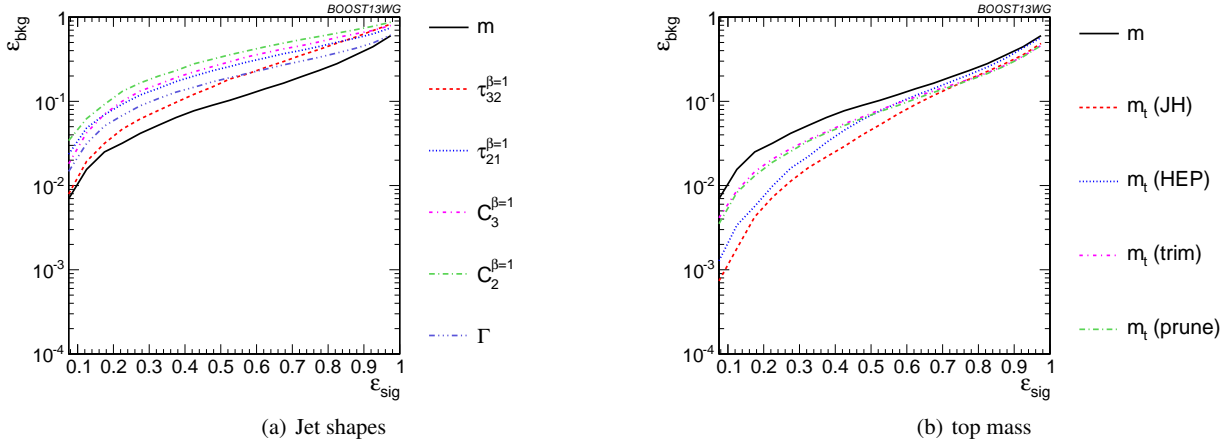 BOOST13WG
ε_bkg
1
10⁻¹
10⁻²
10⁻³
10⁻⁴
0.1 0.2 0.3 0.4 0.5 0.6 0.7 0.8 0.9 1
ε_sig
m
τ₃₂^β=1
τ₂₁^β=1
C₃^β=1
C₂^β=1
Γ
(a) Jet shapes
BOOST13WG
ε_bkg
1
10⁻¹
10⁻²
10⁻³
10⁻⁴
0.1 0.2 0.3 0.4 0.5 0.6 0.7 0.8 0.9 1
ε_sig
m
m_t (JH)
m_t (HEP)
m_t (trim)
m_t (prune)
(b) top mass